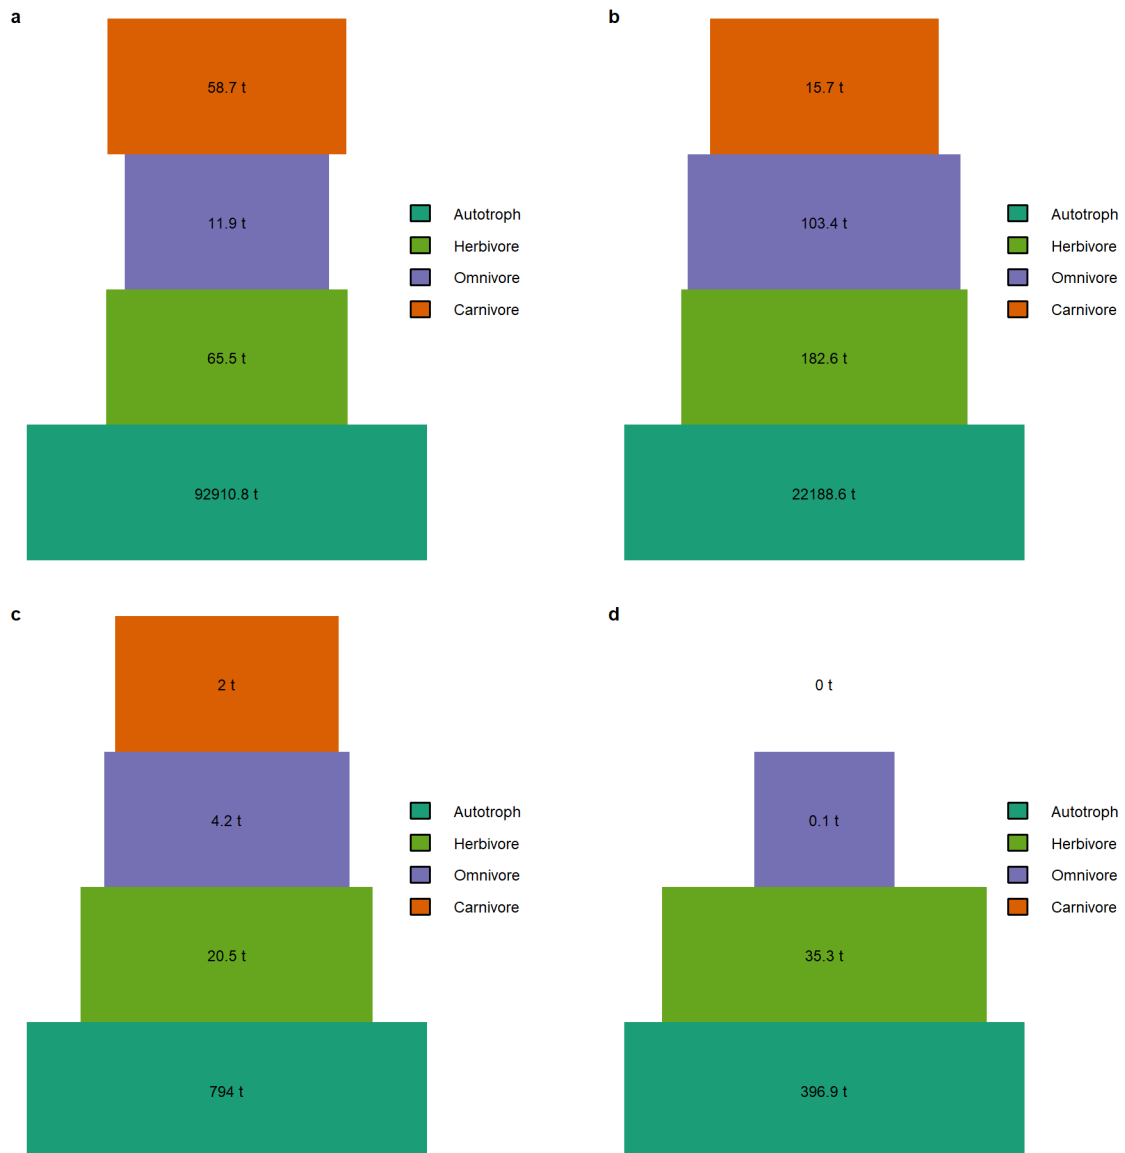 a
58.7 t
11.9 t
65.5 t
92910.8 t
Autotroph
Herbivore
Omnivore
Carnivore
b
15.7 t
103.4 t
182.6 t
22188.6 t
Autotroph
Herbivore
Omnivore
Carnivore
c
2 t
4.2 t
20.5 t
794 t
Autotroph
Herbivore
Omnivore
Carnivore
d
0 t
0.1 t
35.3 t
396.9 t
Autotroph
Herbivore
Omnivore
Carnivore